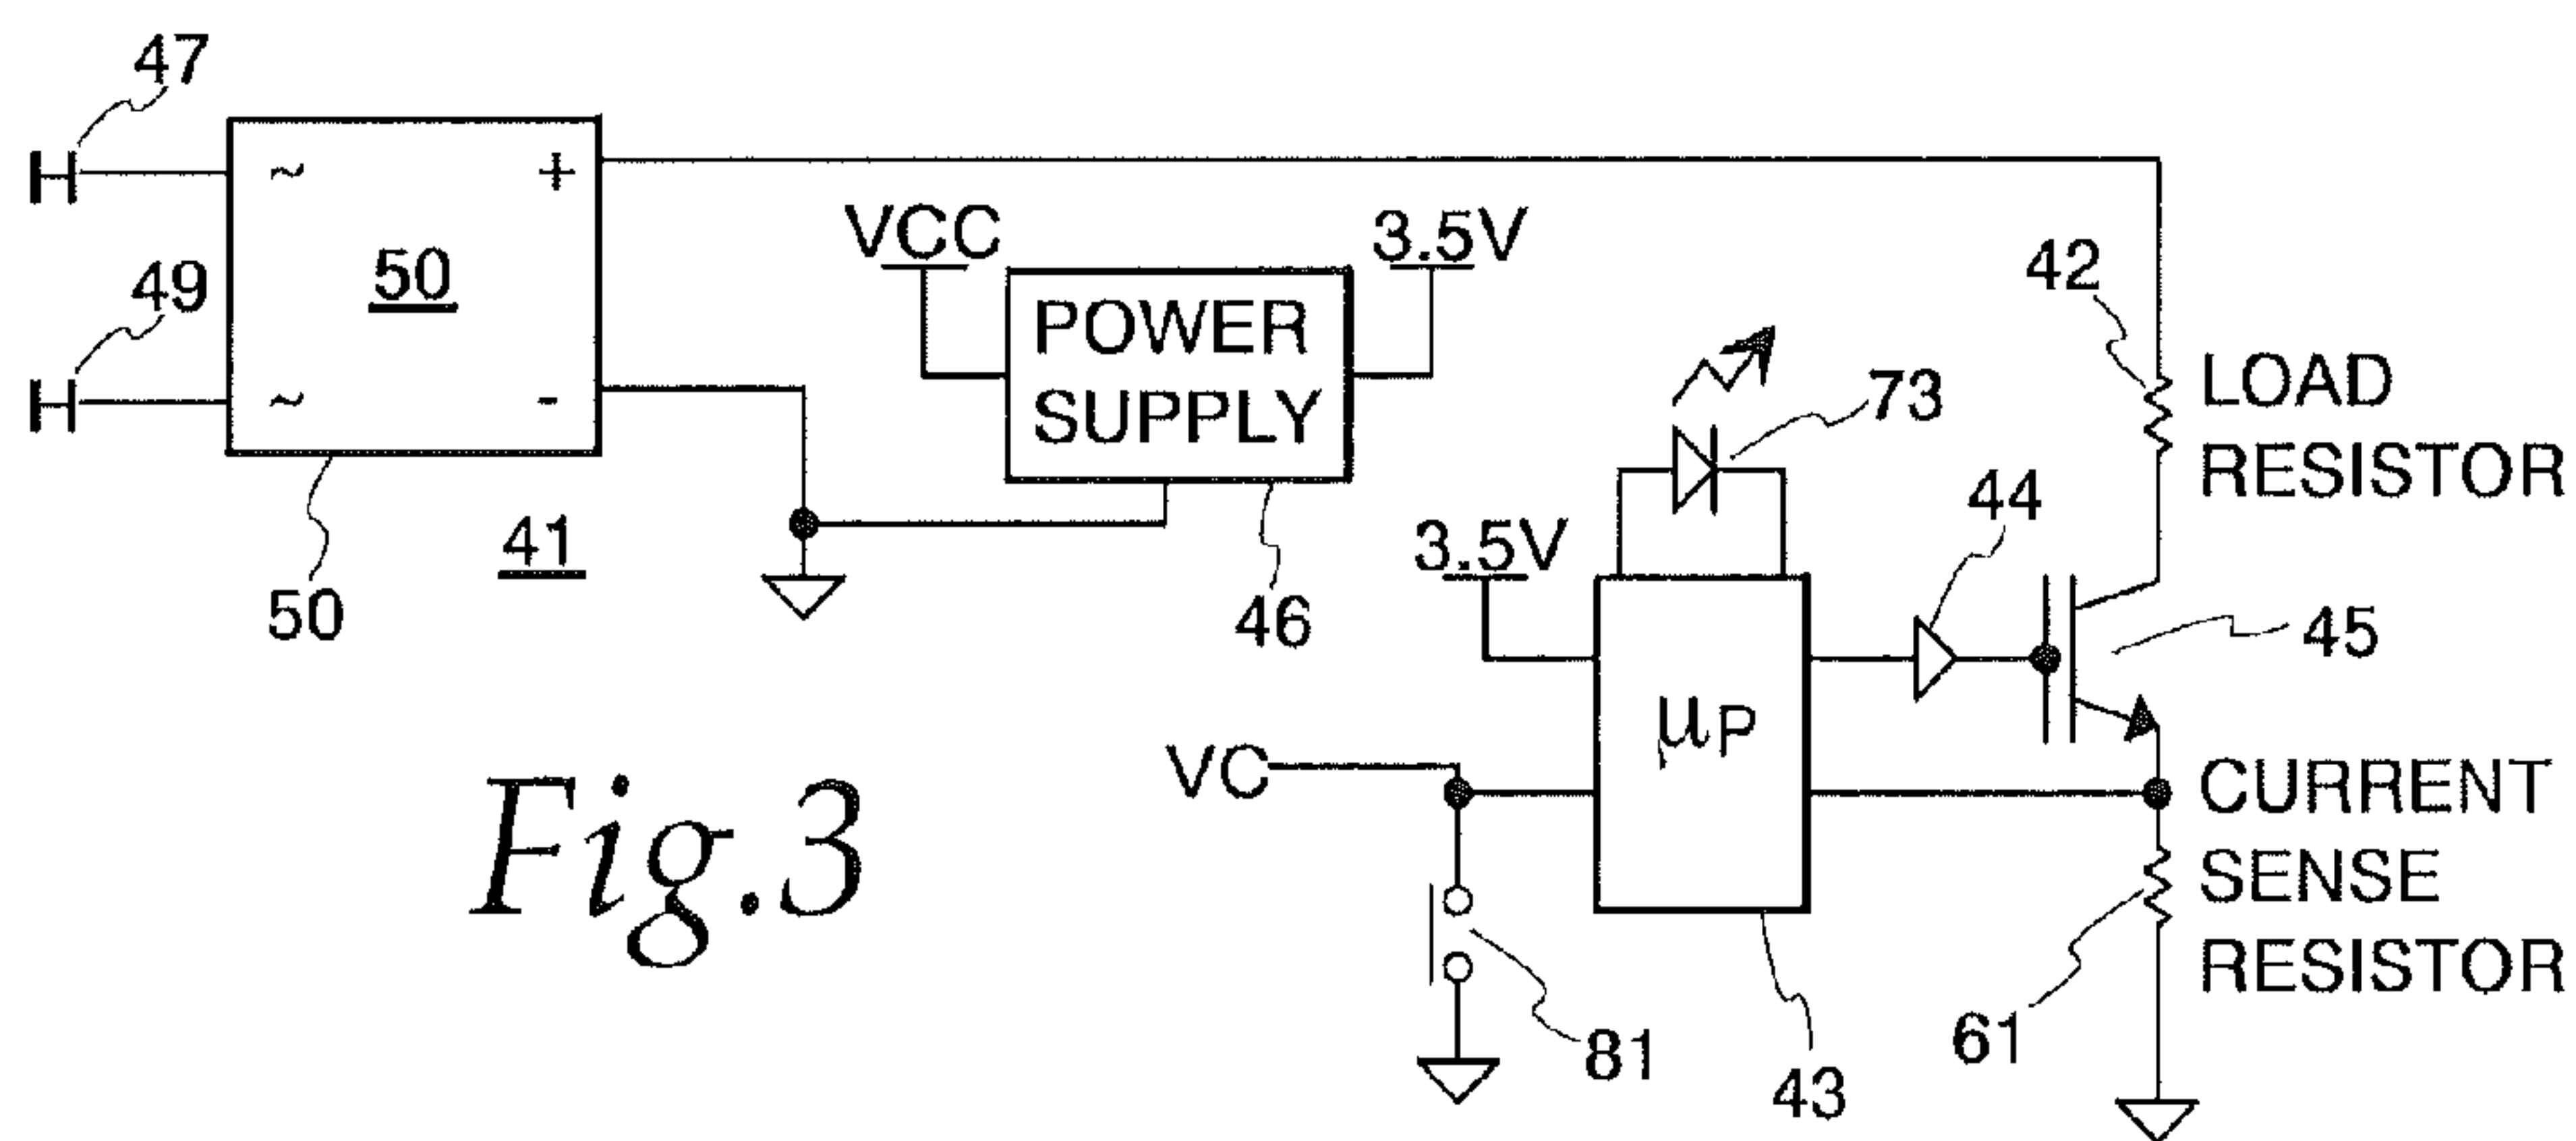 47
~
+
VCC
3.5V
42
49
50
POWER
SUPPLY
LOAD
RESISTOR
73
~
-
44
3.5V
41
50
46
45
µP
VC
CURRENT
SENSE
RESISTOR
Fig.3
61
81
43